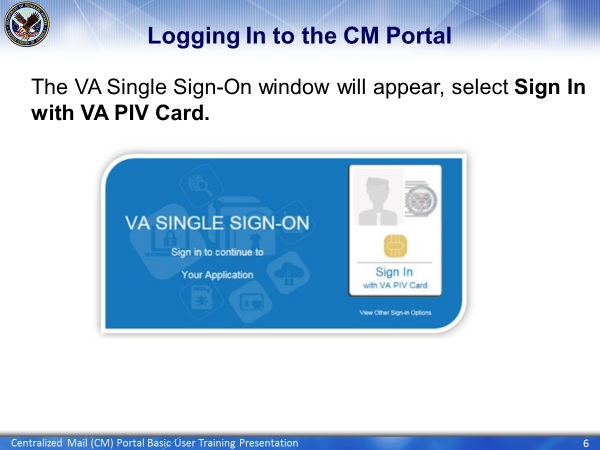 Logging In to the CM Portal
The VA Single Sign-On window will appear, select Sign In
with VA PIV Card.
VA SINGLE SIGN-ON
Sign in to continue to
Your Application
Sign In
with VA PIV Card
View Other Sign-in Options
Centralized Mail (CM) Portal Basic User Training Presentation
6